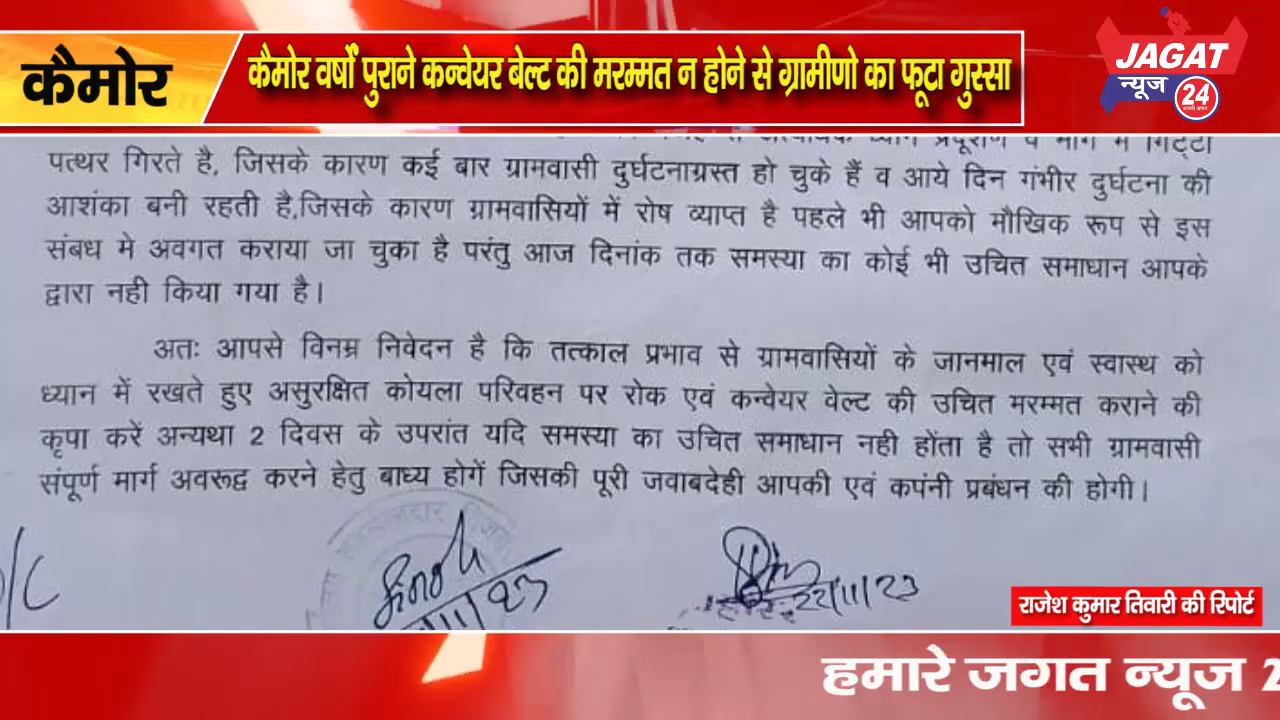 कैमोर
कैमोर वर्षों पुराने कन्वेयर बेल्ट की मरम्मत न होने से ग्रामीणो का फूटा गुस्सा
JAGAT
न्यूज
24
पत्थर गिरते है, जिसके कारण कई बार ग्रामवासी दुर्घटनाग्रस्त हो चुके हैं व आये दिन गंभीर दुर्घटना की
आशंका बनी रहती है,जिसके कारण ग्रामवासियों में रोष व्याप्त है पहले भी आपको मौखिक रूप से इस
संबध मे अवगत कराया जा चुका है परंतु आज दिनांक तक समस्या का कोई भी उचित समाधान आपके
द्वारा नही किया गया है।
अतः आपसे विनम्र निवेदन है कि तत्काल प्रभाव से ग्रामवासियों के जानमाल एवं स्वास्थ को
ध्यान में रखते हुए असुरक्षित कोयला परिवहन पर रोक एवं कन्वेयर वेल्ट की उचित मरम्मत कराने की
कृपा करें अन्यथा 2 दिवस के उपरांत यदि समस्या का उचित समाधान नही होंता है तो सभी ग्रामवासी
संपूर्ण मार्ग अवरूद्व करने हेतु बाध्य होगें जिसकी पूरी जवाबदेही आपकी एवं कपंनी प्रबंधन की होगी।
22/11/23
राजेश कुमार तिवारी की रिपोर्ट
हमारे जगत न्यूज 2